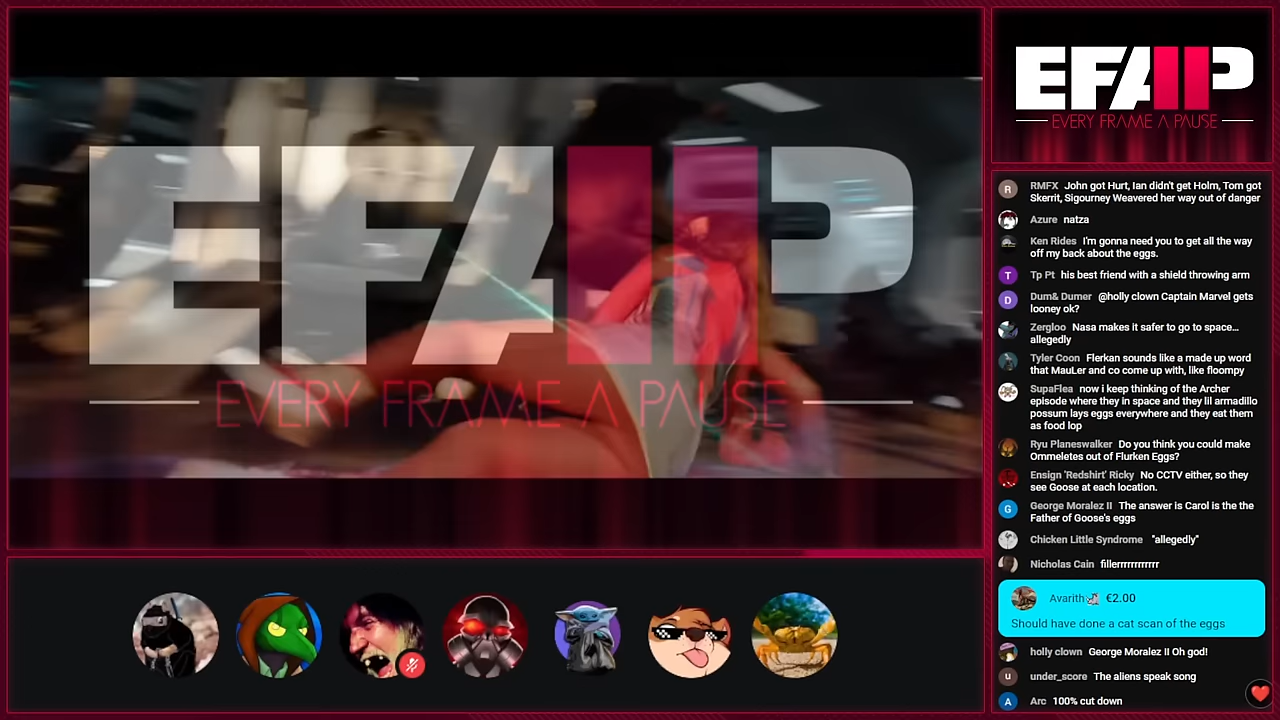 EFAP
EVERY FRAME A PAUSE
EFAP
EVERY FRAME A PAUSE
R
RMFX John got Hurt, Ian didn't get Holm, Tom got
Skerrit, Sigourney Weavered her way out of danger
Azure natza
Ken Rides I'm gonna need you to get all the way
off my back about the eggs.
T
Tp Pt his best friend with a shield throwing arm
D
Dum& Dumer @holly clown Captain Marvel gets
looney ok?
Zergloo Nasa makes it safer to go to space...
allegedly
Tyler Coon Flerkan sounds like a made up word
that MauLer and co come up with, like floompy
SupaFlea now i keep thinking of the Archer
episode where they in space and they lil armadillo
possum lays eggs everywhere and they eat them
as food lop
Ryu Planeswalker Do you think you could make
Ommeletes out of Flurken Eggs?
Ensign 'Redshirt' Ricky No CCTV either, so they
see Goose at each location.
G
George Moralez II The answer is Carol is the the
Father of Goose's eggs
Chicken Little Syndrome "allegedly"
Nicholas Cain fillerrrrrrrrrrr
Avarith €2.00
Should have done a cat scan of the eggs
holly clown George Moralez II Oh god!
u
under_score The aliens speak song
A
Arc 100% cut down